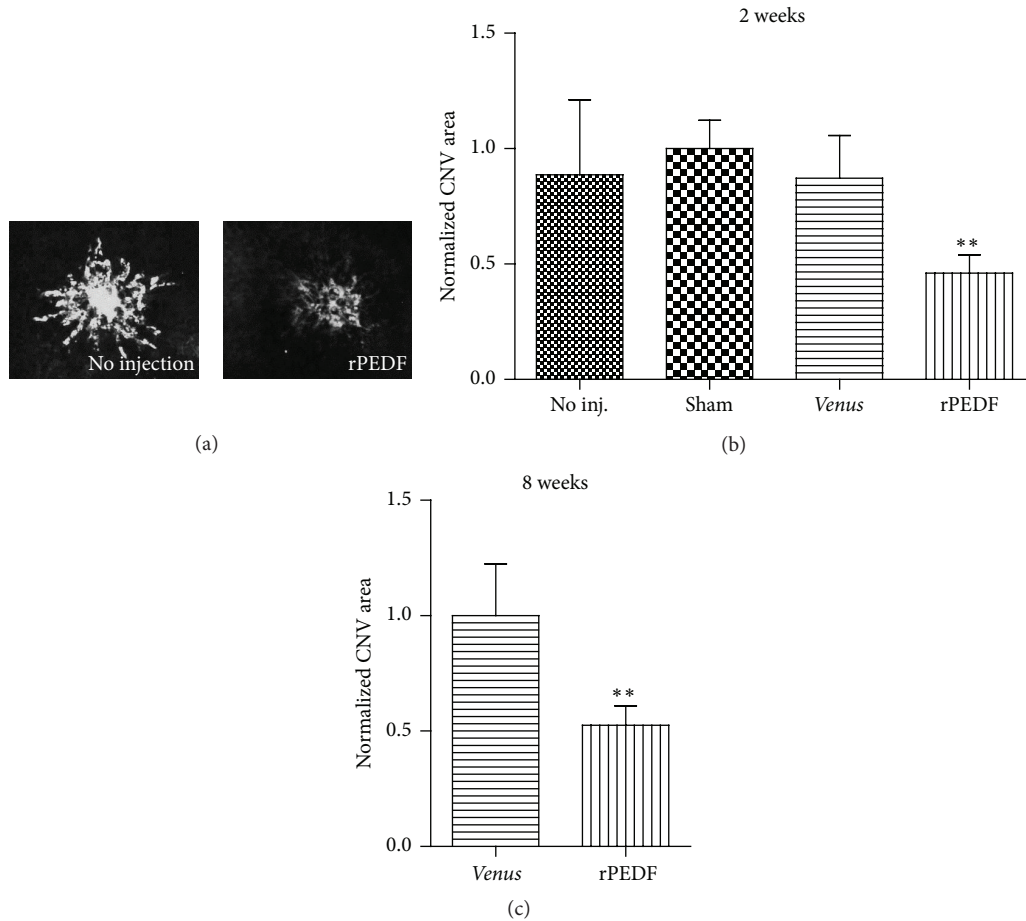 No injection
rPEDF
(a)
2 weeks
Normalized CNV area
1.5
1.0
0.5
0.0
**
No inj.
Sham
Venus
rPEDF
(b)
8 weeks
Normalized CNV area
1.5
1.0
0.5
0.0
**
Venus
rPEDF
(c)